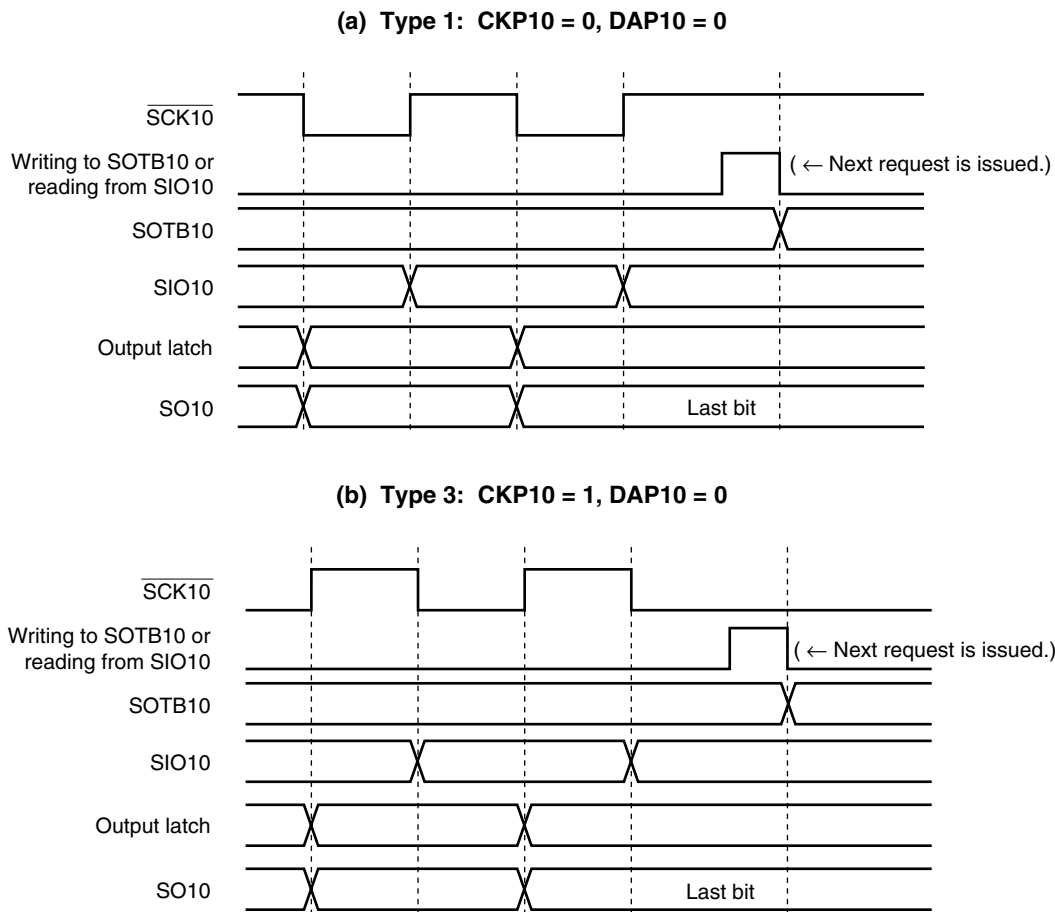 (a) Type 1: CKP10 = 0, DAP10 = 0
SCK10
Writing to SOTB10 or
reading from SIO10
( ← Next request is issued.)
SOTB10
SIO10
Output latch
SO10
Last bit
(b) Type 3: CKP10 = 1, DAP10 = 0
SCK10
Writing to SOTB10 or
reading from SIO10
( ← Next request is issued.)
SOTB10
SIO10
Output latch
SO10
Last bit